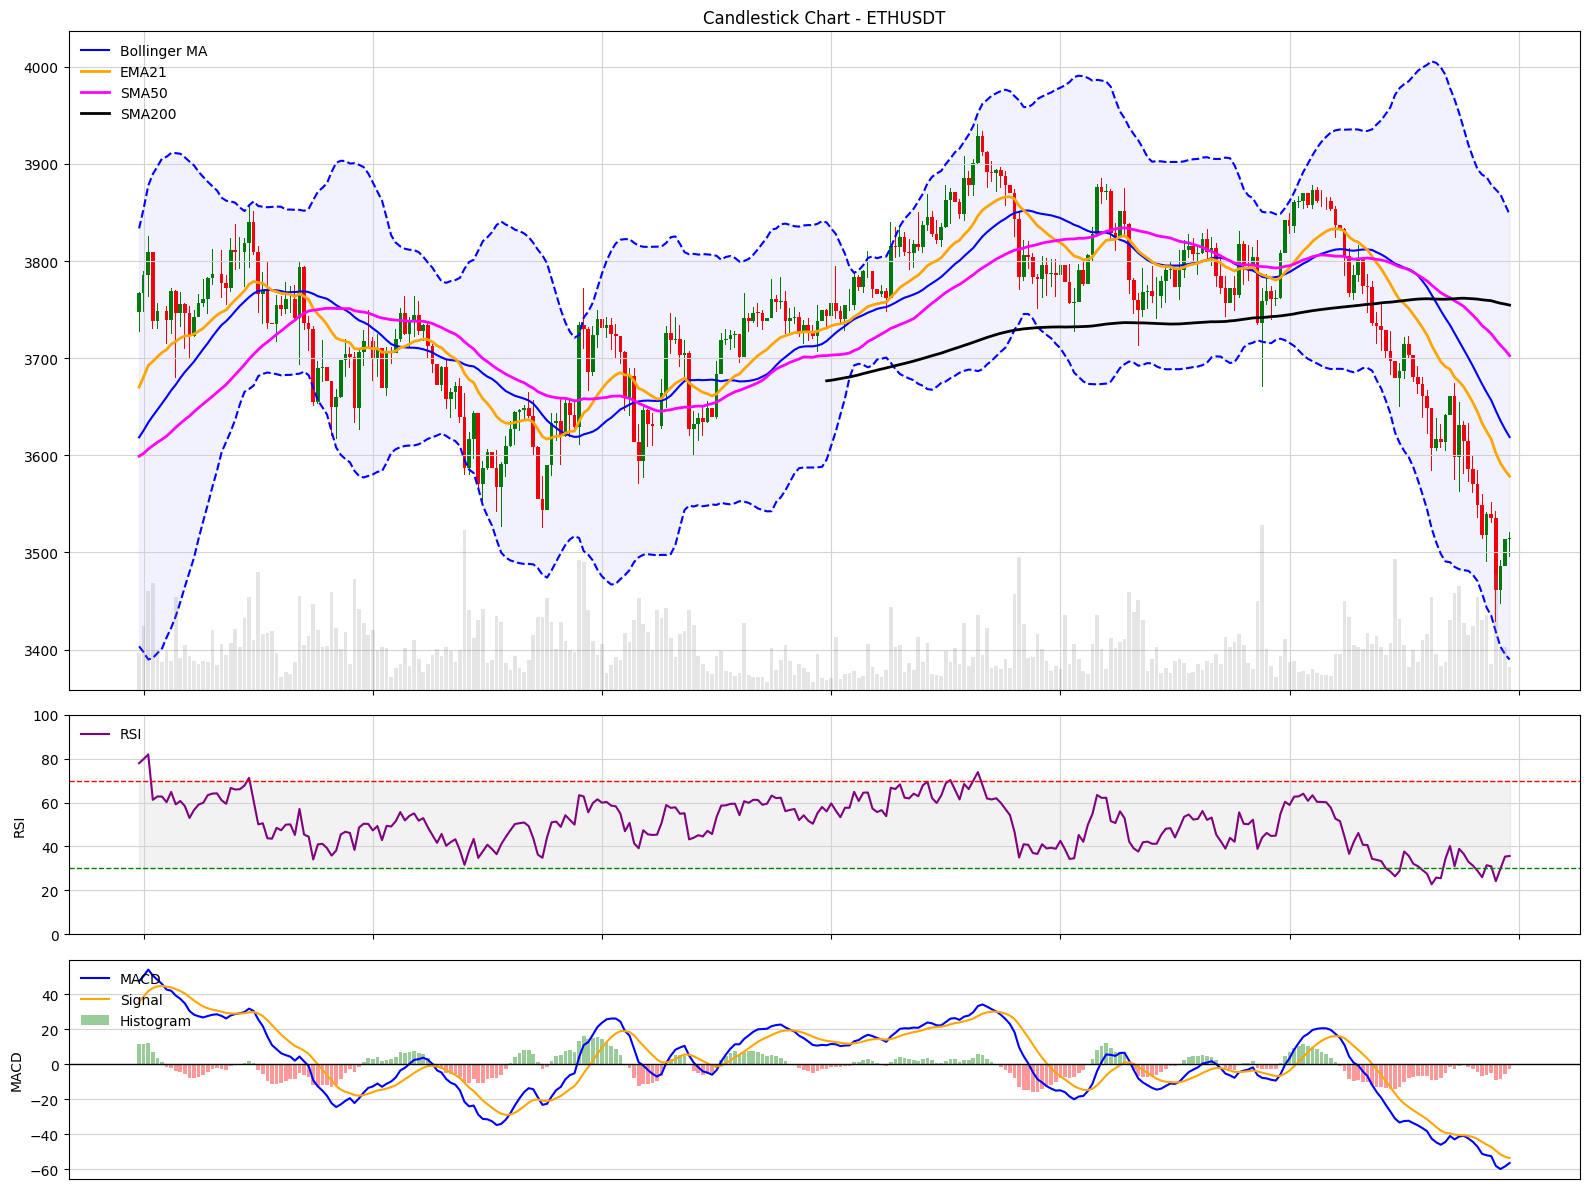 Candlestick Chart - ETHUSDT
Bollinger MA
EMA21
SMA50
SMA200
4000
3900
3800
3700
3600
3500
3400
RSI
100
80
60
40
20
0
RSI
MACD
Signal
Histogram
40
20
0
−20
−40
−60
MACD